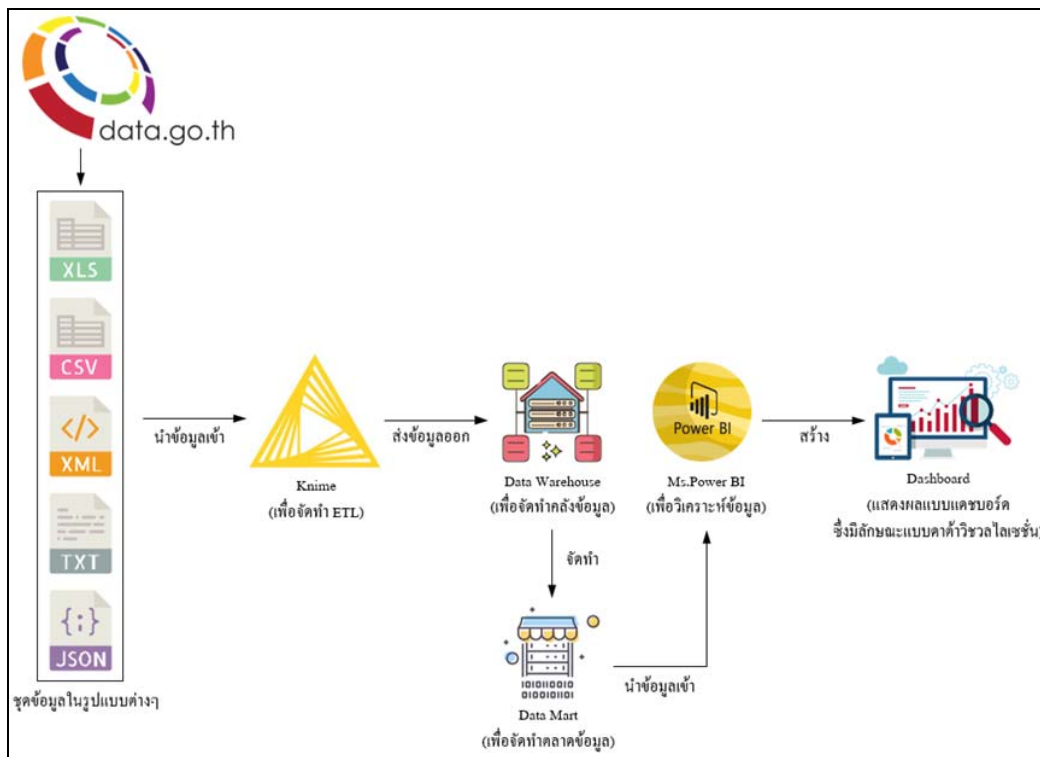 data.go.th
XLS
CSV
XML
TXT
{;}
JSON
ชุดข้อมูลในรูปแบบต่างๆ
นำข้อมูลเข้า
Knime
(เพื่อจัดทำ ETL)
ส่งข้อมูลออก
Data Warehouse
(เพื่อจัดทำคลังข้อมูล)
จัดทำ
010110010
1000101101
Data Mart
(เพื่อจัดทำตลาดข้อมูล)
นำข้อมูลเข้า
Power BI
Ms.Power BI
(เพื่อวิเคราะห์ข้อมูล)
สร้าง
Dashboard
(แสดงผลแบบแดชบอร์ด
ซึ่งมีลักษณะแบบดาต้าวิชวลไลเซชั่น)